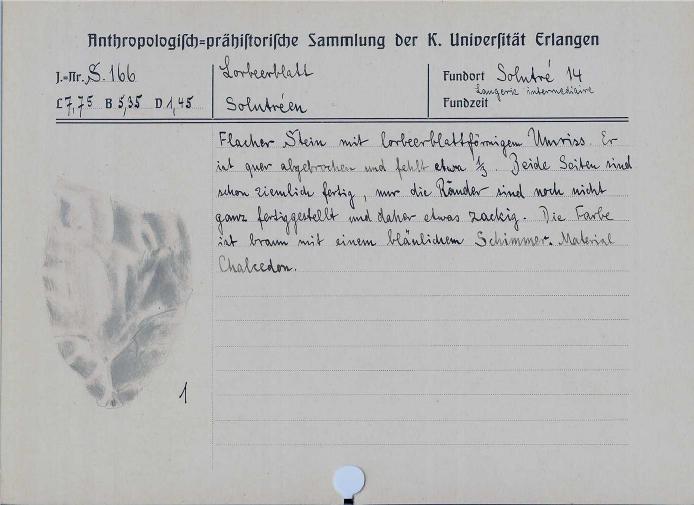 Anthropologisch-prähistorische Sammlung der K. Universität Erlangen
J.-Nr. S. 166
L 7,75 B 5,35 D 1,45
Lorbeerblatt
Solutréen
Fundort Solutré 14
Laugerie intermediaire
Fundzeit
Flacher Stein mit lorbeerblattförmigem Umriss. Er
ist quer abgebrochen und fehlt etwa 1/3. Beide Seiten sind
schon ziemlich fertig, nur die Ränder sind noch nicht
ganz fertiggestellt und daher etwas zackig. Die Farbe
ist braun mit einem bläulichem Schimmer. Material
Chalcedon.
1